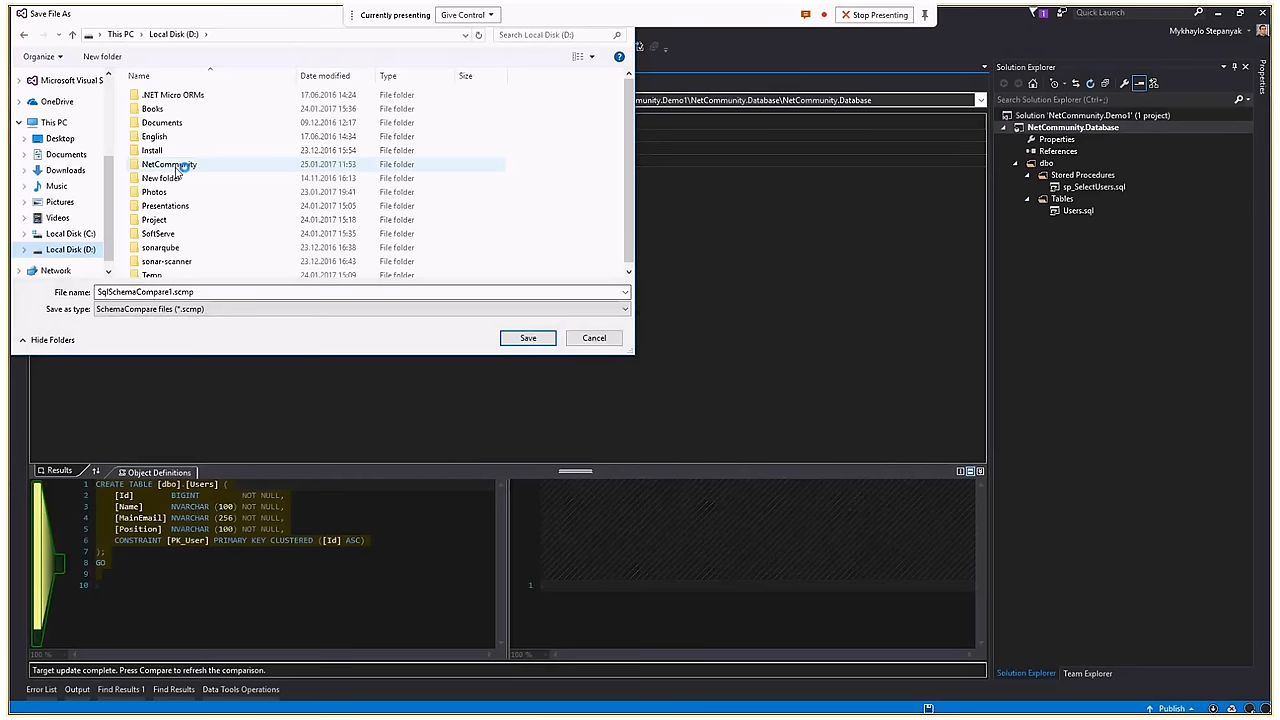 Save File As
Currently presenting
Give Control
Stop Presenting
1
Quick Launch
Mykhaylo Stepanyak
This PC
Local Disk (D:)
Search Local Disk (D:)
Organize
New folder
Name
Date modified
Type
Size
Microsoft Visual S
OneDrive
This PC
Desktop
Documents
Downloads
Music
Pictures
Videos
Local Disk (C:)
Local Disk (D:)
Network
.NET Micro ORMs 17.06.2016 14:24 File folder
Books 24.01.2017 15:09 File folder
Documents 09.12.2016 12:17 File folder
English 17.06.2016 14:34 File folder
Install 23.12.2016 15:54 File folder
NetCommunity 25.01.2017 11:53 File folder
New folder 14.11.2016 16:13 File folder
Photos 23.01.2017 19:41 File folder
Presentations 24.01.2017 15:05 File folder
Project 24.01.2017 15:18 File folder
SoftServe 24.01.2017 15:35 File folder
sonarqube 23.12.2016 16:38 File folder
sonar-scanner 23.12.2016 16:43 File folder
Temp 24.01.2017 15:09 File folder
File name: SqlSchemaCompare1.scmp
Save as type: SchemaCompare files (*.scmp)
Hide Folders
Save
Cancel
munity.Demo1\NetCommunity.Database\NetCommunity.Database
Solution Explorer
Search Solution Explorer (Ctrl+;)
Solution 'NetCommunity.Demo1' (1 project)
NetCommunity.Database
Properties
References
dbo
Stored Procedures
sp_SelectUsers.sql
Tables
Users.sql
Properties
Results
Object Definitions
1 CREATE TABLE [dbo].[Users] (
2 [Id] BIGINT NOT NULL,
3 [Name] NVARCHAR (100) NOT NULL,
4 [MainEmail] NVARCHAR (256) NOT NULL,
5 [Position] NVARCHAR (100) NOT NULL,
6 CONSTRAINT [PK_User] PRIMARY KEY CLUSTERED ([Id] ASC)
7 );
8 GO
9
10
1
100 %
100 %
Target update complete. Press Compare to refresh the comparison.
Solution Explorer
Team Explorer
Error List
Output
Find Results 1
Find Results
Data Tools Operations
Publish